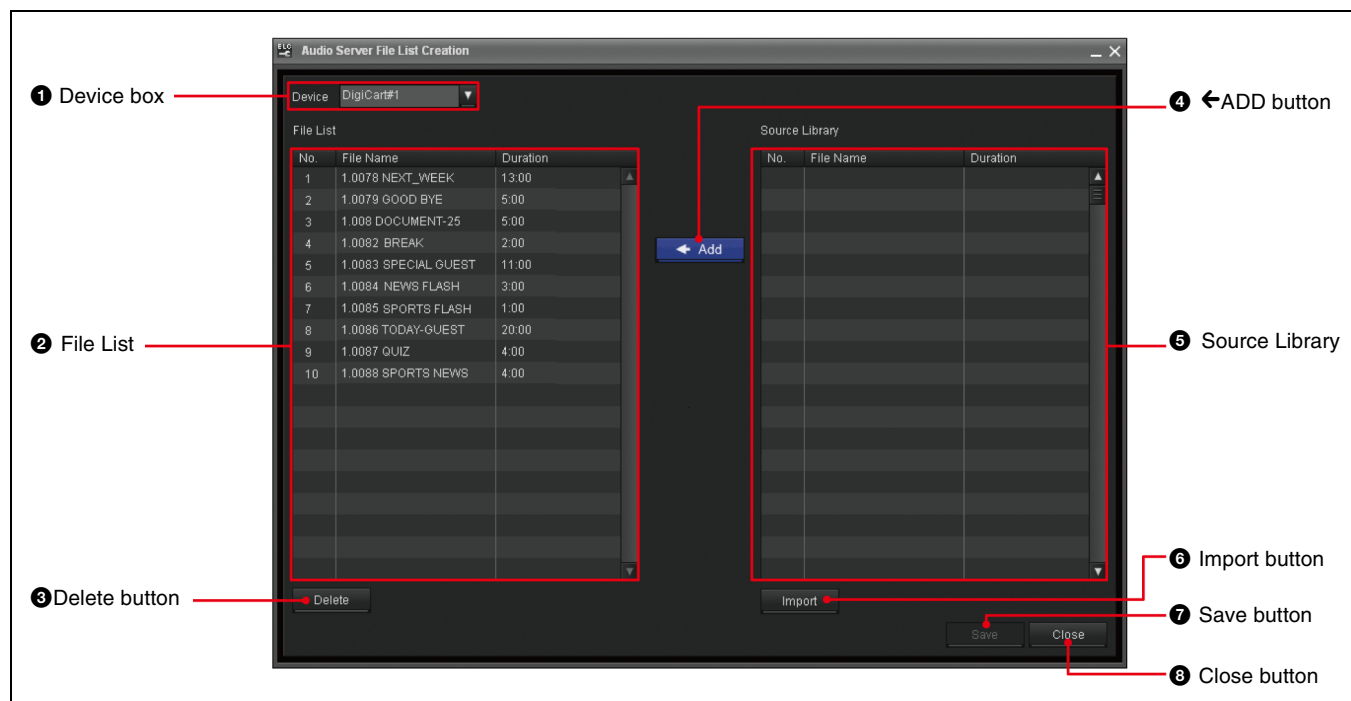 ELC Audio Server File List Creation
❶ Device box
Device DigiCart#1
❹ ←ADD button
File List
Source Library
No. File Name Duration
1 1.0078 NEXT_WEEK 13:00
2 1.0079 GOOD BYE 5:00
3 1.008 DOCUMENT-25 5:00
4 1.0082 BREAK 2:00
5 1.0083 SPECIAL GUEST 11:00
6 1.0084 NEWS FLASH 3:00
7 1.0085 SPORTS FLASH 1:00
8 1.0086 TODAY-GUEST 20:00
9 1.0087 QUIZ 4:00
10 1.0088 SPORTS NEWS 4:00
← Add
No. File Name Duration
❷ File List
❺ Source Library
❸Delete button
Delete
Import
❻ Import button
Save
Close
❼ Save button
❽ Close button